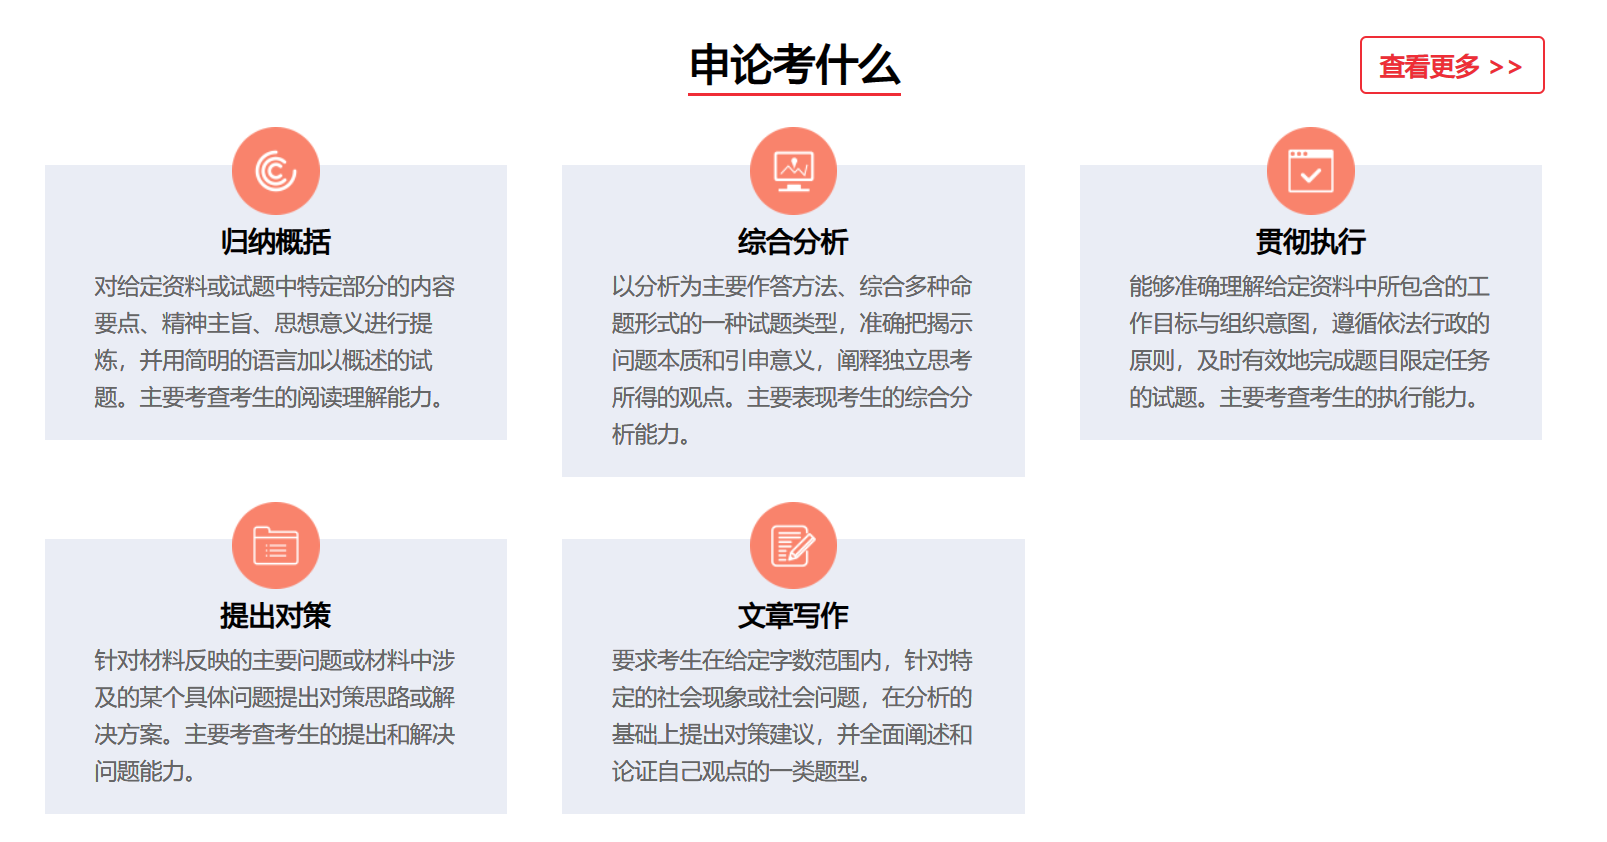 申论考什么
查看更多 >>
归纳概括
对给定资料或试题中特定部分的内容
要点、精神主旨、思想意义进行提
炼，并用简明的语言加以概述的试
题。主要考查考生的阅读理解能力。
综合分析
以分析为主要作答方法、综合多种命
题形式的一种试题类型，准确把揭示
问题本质和引申意义，阐释独立思考
所得的观点。主要表现考生的综合分
析能力。
贯彻执行
能够准确理解给定资料中所包含的工
作目标与组织意图，遵循依法行政的
原则，及时有效地完成题目限定任务
的试题。主要考查考生的执行能力。
提出对策
针对材料反映的主要问题或材料中涉
及的某个具体问题提出对策思路或解
决方案。主要考查考生的提出和解决
问题能力。
文章写作
要求考生在给定字数范围内，针对特
定的社会现象或社会问题，在分析的
基础上提出对策建议，并全面阐述和
论证自己观点的一类题型。